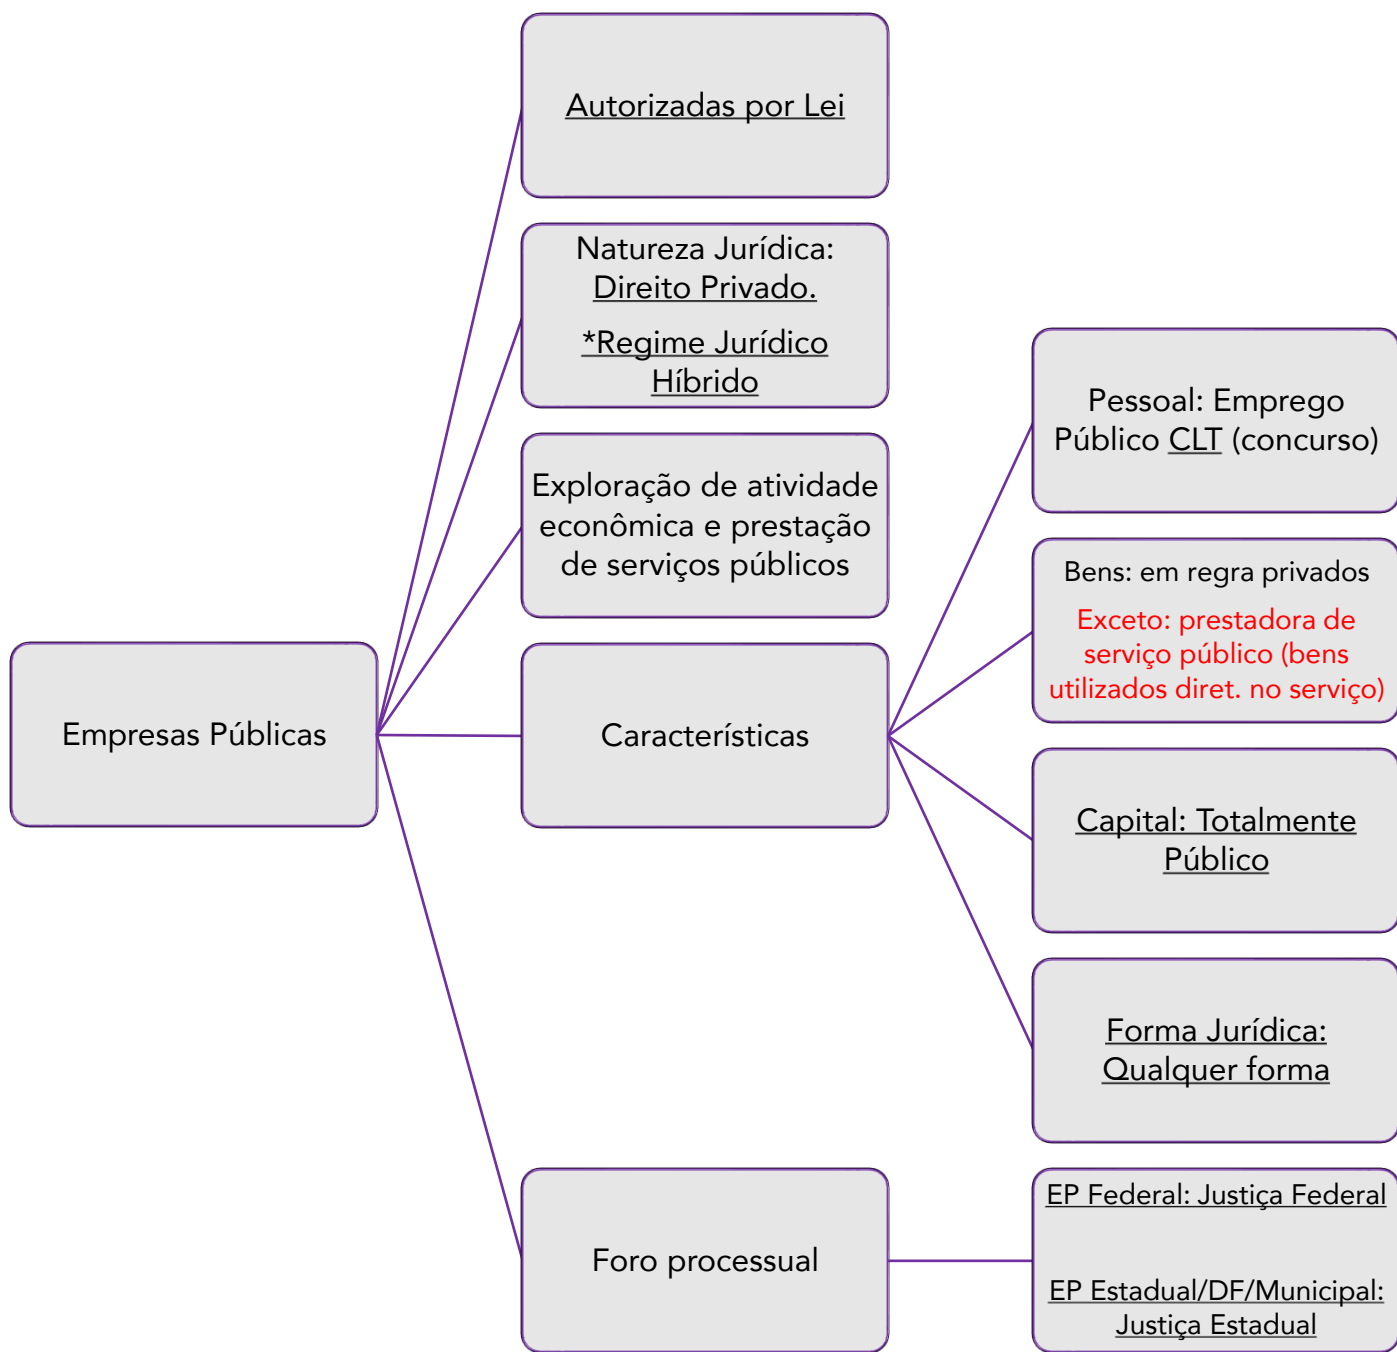 Autorizadas por Lei
Natureza Jurídica:
Direito Privado.
*Regime Jurídico
Híbrido
Exploração de atividade
econômica e prestação
de serviços públicos
Empresas Públicas
Características
Pessoal: Emprego
Público CLT (concurso)
Bens: em regra privados
Exceto: prestadora de
serviço público (bens
utilizados diret. no serviço)
Capital: Totalmente
Público
Forma Jurídica:
Qualquer forma
Foro processual
EP Federal: Justiça Federal
EP Estadual/DF/Municipal:
Justiça Estadual